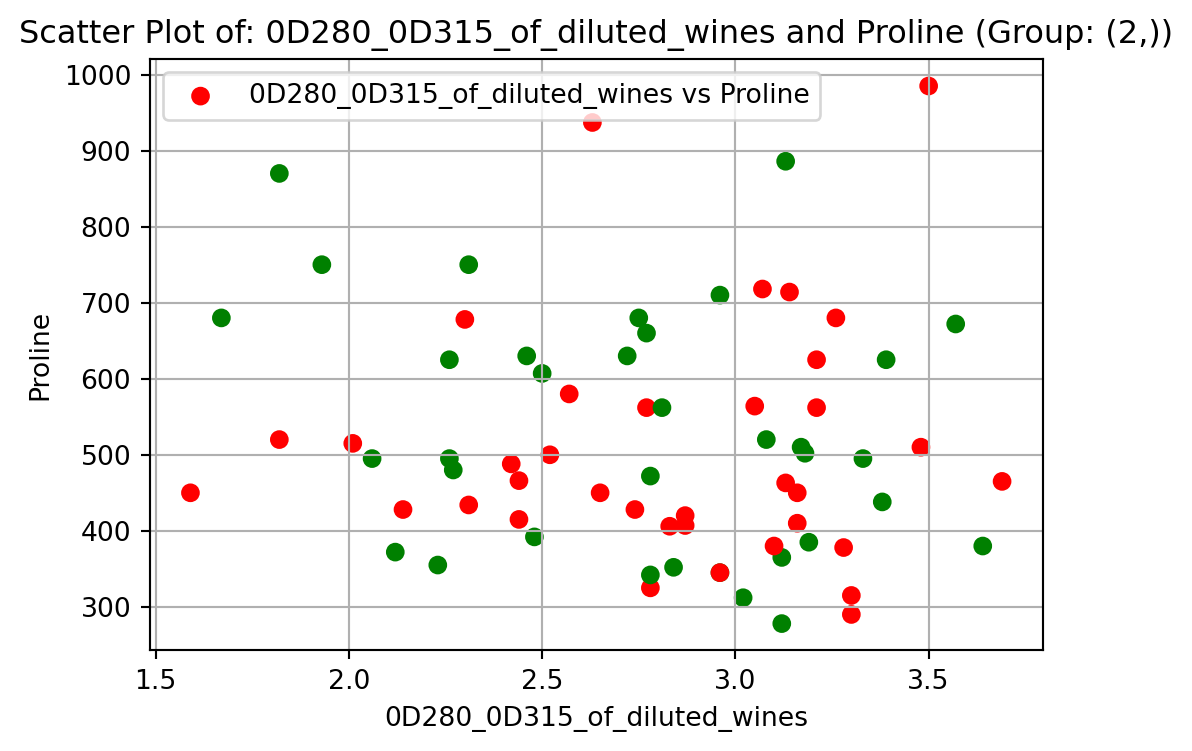 Scatter Plot of: 0D280_0D315_of_diluted_wines and Proline (Group: (2,))
0D280_0D315_of_diluted_wines vs Proline
1000
900
800
700
600
500
400
300
Proline
1.5 2.0 2.5 3.0 3.5
0D280_0D315_of_diluted_wines